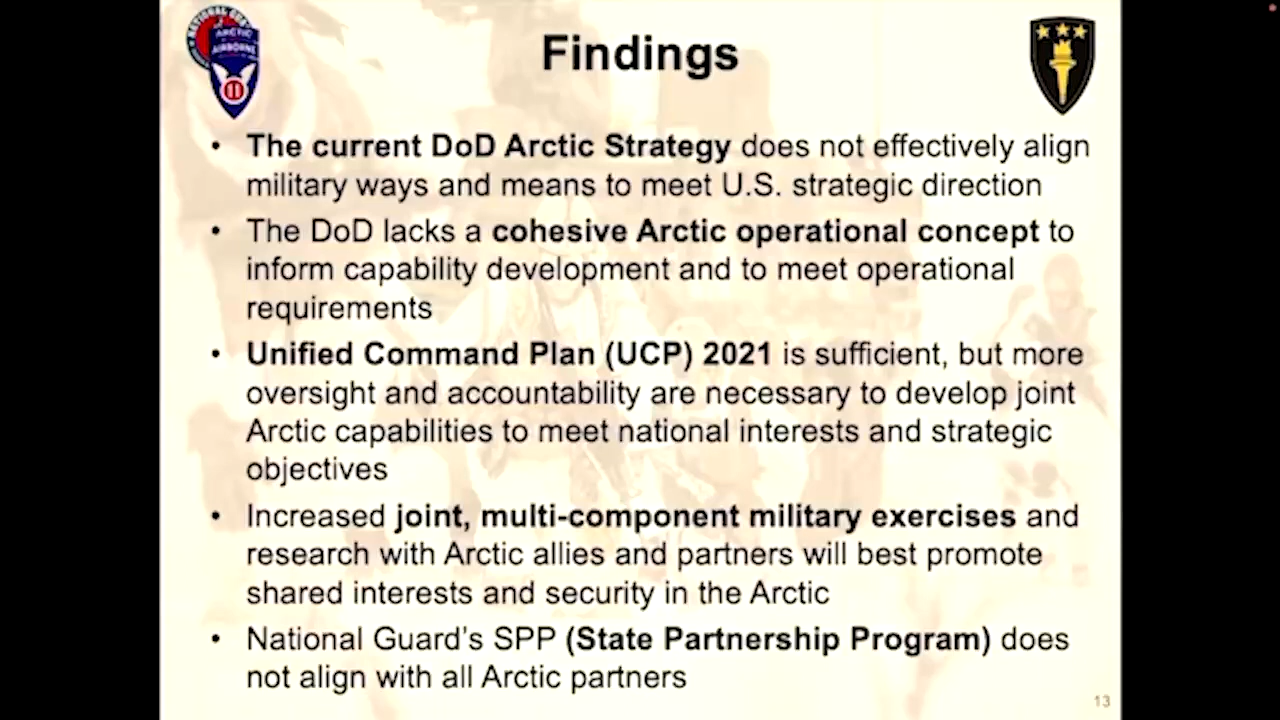 NATIONAL GUARD
ARCTIC
AIRBORNE
11
Findings
• The current DoD Arctic Strategy does not effectively align
military ways and means to meet U.S. strategic direction
• The DoD lacks a cohesive Arctic operational concept to
inform capability development and to meet operational
requirements
• Unified Command Plan (UCP) 2021 is sufficient, but more
oversight and accountability are necessary to develop joint
Arctic capabilities to meet national interests and strategic
objectives
• Increased joint, multi-component military exercises and
research with Arctic allies and partners will best promote
shared interests and security in the Arctic
• National Guard's SPP (State Partnership Program) does
not align with all Arctic partners
13